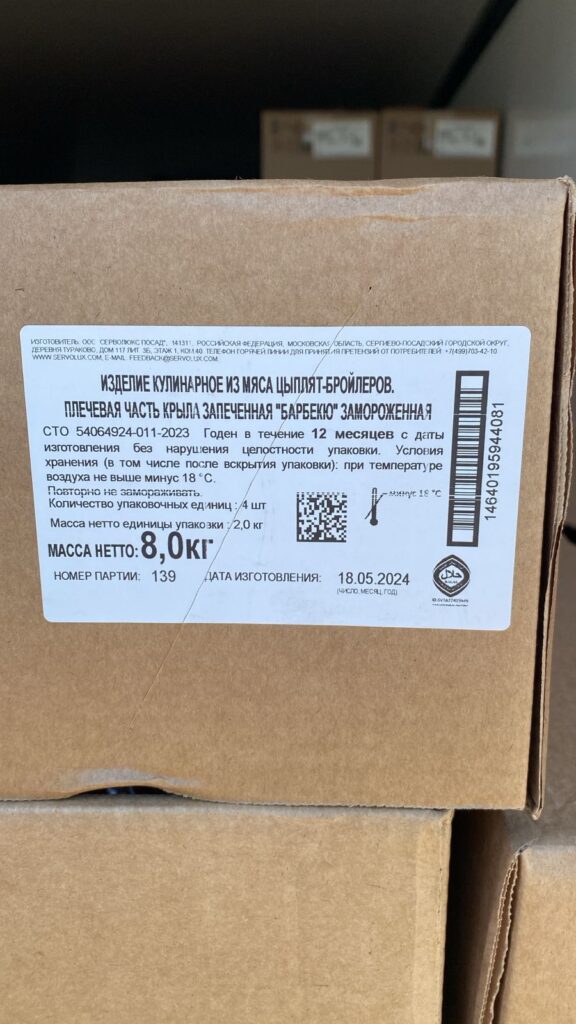 ИЗГОТОВИТЕЛЬ: ООО "СЕРВОЛЮКС ПОСАД", РОССИЙСКАЯ ФЕДЕРАЦИЯ, МОСКОВСКАЯ ОБЛАСТЬ, СЕРГИЕВО-ПОСАДСКИЙ ГОРОДСКОЙ ОКРУГ,
ДЕРЕВНЯ ТУРАКОВО, ДОМ 117 ЛИТ 3Б, ЭТАЖ 1, КОМ 40. ТЕЛЕФОН ГОРЯЧЕЙ ЛИНИИ ДЛЯ ПРИНЯТИЯ ПРЕТЕНЗИЙ ОТ ПОТРЕБИТЕЛЕЙ: +7(499)703-42-10
WWW.SERVOLUX.COM, E-MAIL: FEEDBACK@SERVOLUX.COM
ИЗДЕЛИЕ КУЛИНАРНОЕ ИЗ МЯСА ЦЫПЛЯТ-БРОЙЛЕРОВ.
ПЛЕЧЕВАЯ ЧАСТЬ КРЫЛА ЗАПЕЧЕННАЯ "БАРБЕКЮ" ЗАМОРОЖЕННАЯ
СТО 54064924-011-2023 Годен в течение 12 месяцев с даты
изготовления без нарушения целостности упаковки. Условия
хранения (в том числе после вскрытия упаковки): при температуре
воздуха не выше минус 18 °С.
Повторно не замораживать.
Количество упаковочных единиц : 4 шт
Масса нетто единицы упаковки : 2,0 кг
МАССА НЕТТО: 8,0кг
НОМЕР ПАРТИИ: 139 ДАТА ИЗГОТОВЛЕНИЯ: 18.05.2024
(ЧИСЛО, МЕСЯЦ, ГОД)
минус 18 °С
14640195944081
حلال